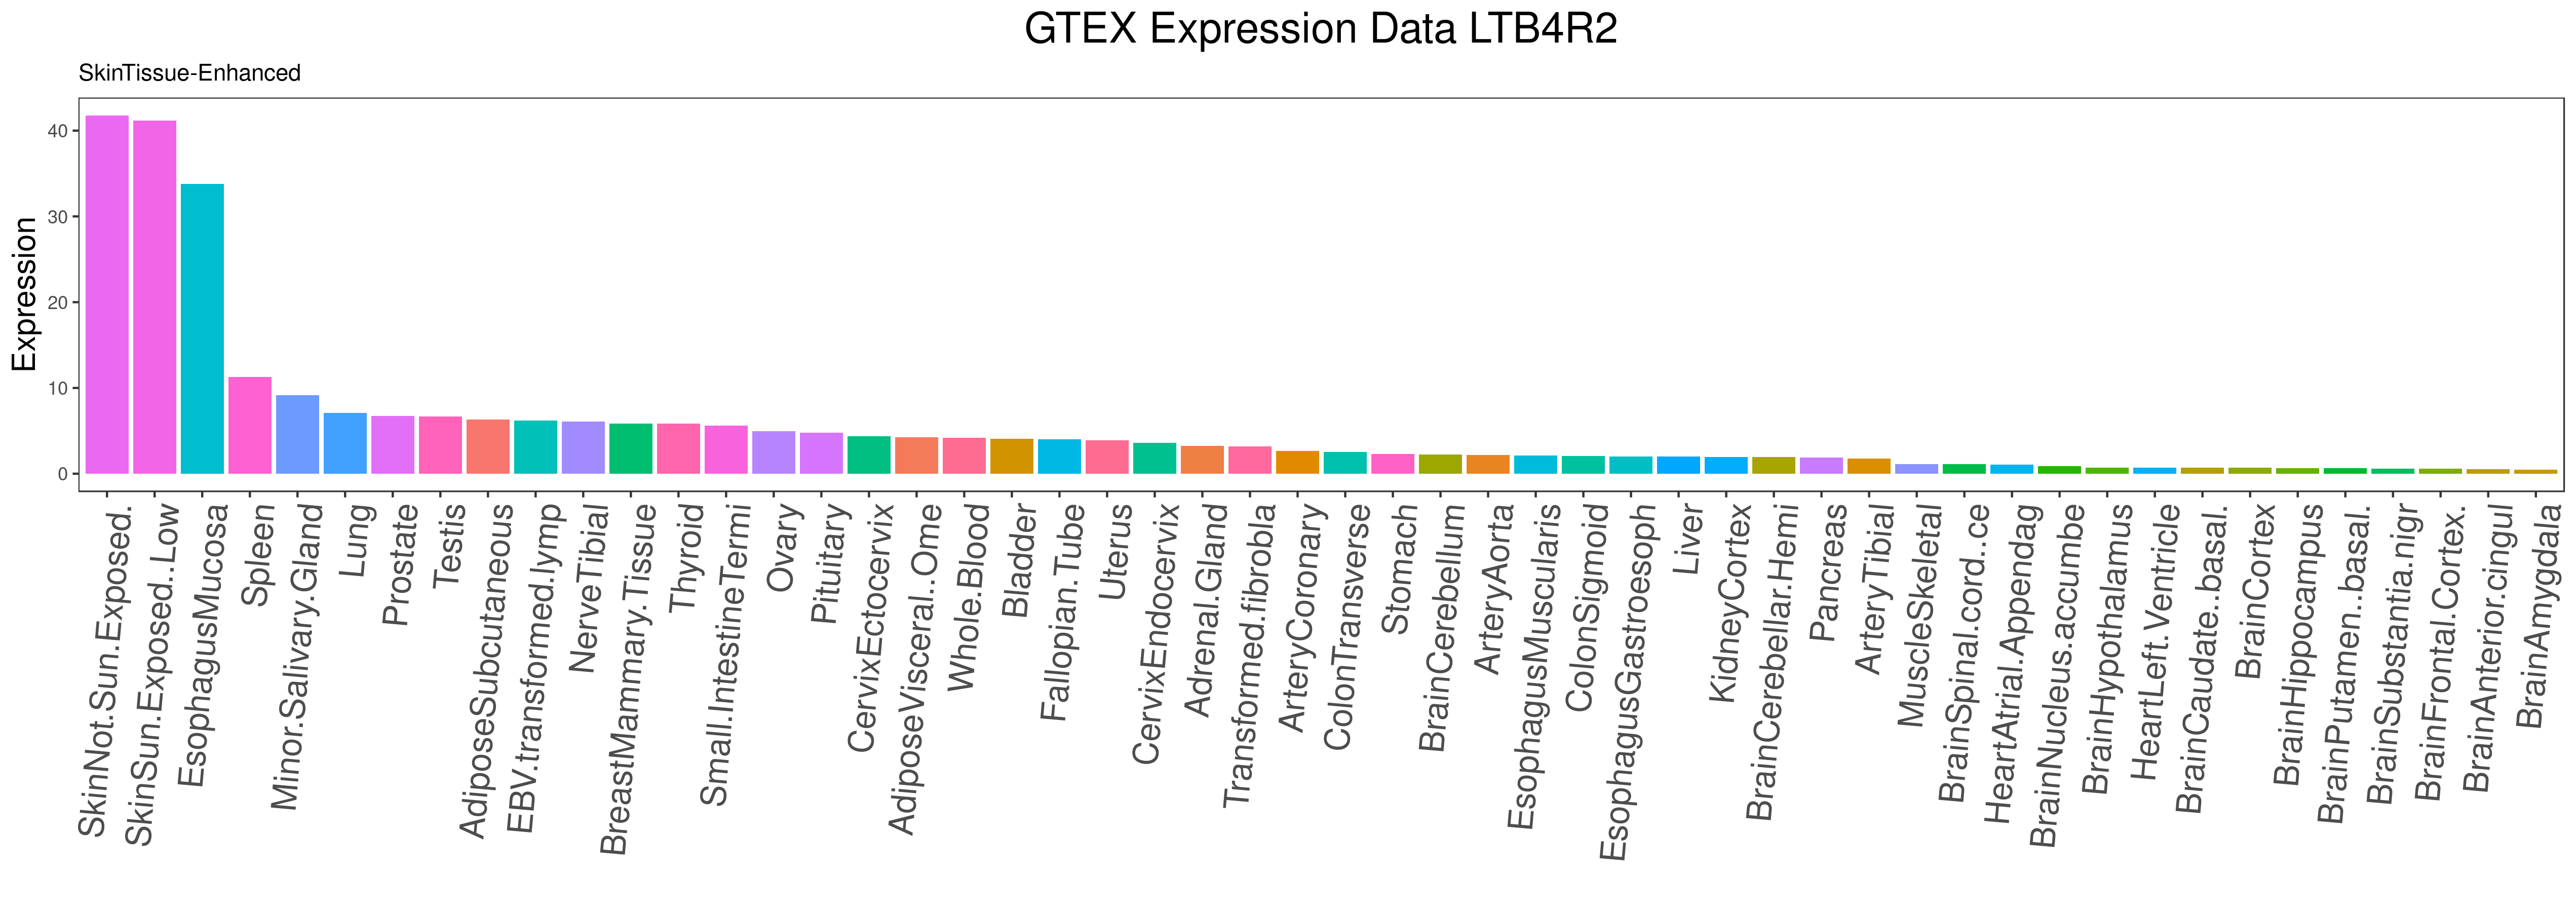 GTEX Expression Data LTB4R2
SkinTissue-Enhanced
Expression
40
30
20
10
0
SkinNot.Sun.Exposed.
SkinSun.Exposed..Low
EsophagusMucosa
Spleen
Minor.Salivary.Gland
Lung
Prostate
Testis
AdiposeSubcutaneous
EBV.transformed.lymp
NerveTibial
BreastMammary.Tissue
Thyroid
Small.IntestineTermi
Ovary
Pituitary
CervixEctocervix
AdiposeVisceral..Ome
Whole.Blood
Bladder
Fallopian.Tube
Uterus
CervixEndocervix
Adrenal.Gland
Transformed.fibrobla
ArteryCoronary
ColonTransverse
Stomach
BrainCerebellum
ArteryAorta
EsophagusMuscularis
ColonSigmoid
EsophagusGastroesoph
Liver
KidneyCortex
BrainCerebellar.Hemi
Pancreas
ArteryTibial
MuscleSkeletal
BrainSpinal.cord..ce
HeartAtrial.Appendag
BrainNucleus.accumbe
BrainHypothalamus
HeartLeft.Ventricle
BrainCaudate..basal.
BrainCortex
BrainHippocampus
BrainPutamen..basal.
BrainSubstantia.nigr
BrainFrontal.Cortex.
BrainAnterior.cingul
BrainAmygdala